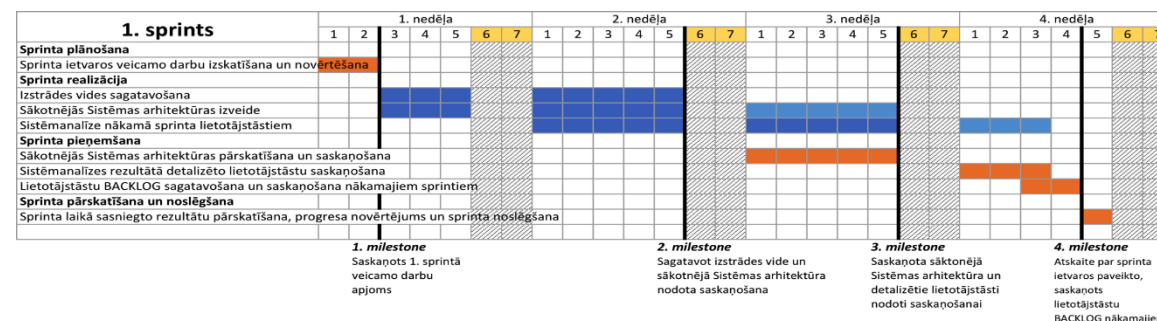 1. sprints
1. nedēļa 2. nedēļa 3. nedēļa 4. nedēļa
1 2 3 4 5 6 7 1 2 3 4 5 6 7 1 2 3 4 5 6 7 1 2 3 4 5 6 7
Sprinta plānošana
Sprinta ietvaros veicamo darbu izskatīšana un novērtēšana
Sprinta realizācija
Izstrādes vides sagatavošana
Sākotnējās Sistēmas arhitektūras izveide
Sistēmanalīze nākamā sprinta lietotājstāstiem
Sprinta pieņemšana
Sākotnējās Sistēmas arhitektūras pārskatīšana un saskaņošana
Sistēmanalīzes rezultātā detalizēto lietotājstāstu saskaņošana
Lietotājstāstu BACKLOG sagatavošana un saskaņošana nākamajiem sprintiem
Sprinta pārskatīšana un noslēgšana
Sprinta laikā sasniegto rezultātu pārskatīšana, progresa novērtējums un sprinta noslēgšana
1. milestone
Saskaņots 1. sprintā
veicamo darbu
apjoms
2. milestone
Sagatavot izstrādes vide un
sākotnējā Sistēmas arhitektūra
nodota saskaņošana
3. milestone
Saskaņota sāktonējā
Sistēmas arhitektūra un
detalizētie lietotājstāsti
nodoti saskaņošanai
4. milestone
Atskaite par sprinta
ietvaros paveikto,
saskaņots
lietotājstāstu
BACKLOG nākamajie